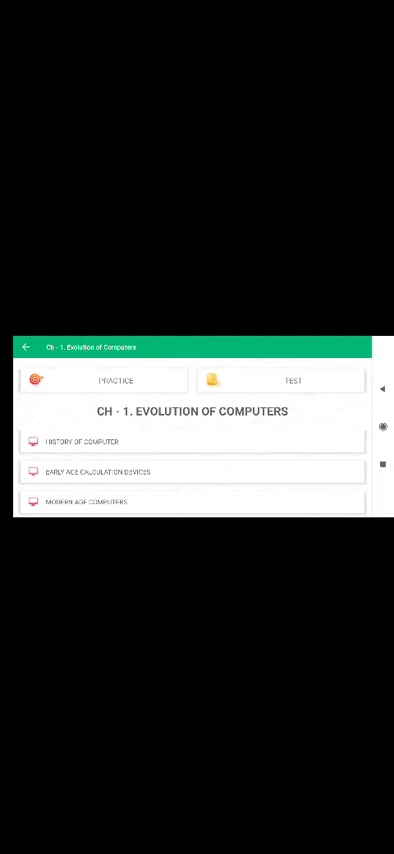 Ch - 1. Evolution of Computers
PRACTICE
TEST
CH - 1. EVOLUTION OF COMPUTERS
HISTORY OF COMPUTER
EARLY AGE CALCULATION DEVICES
MODERN AGE COMPUTERS